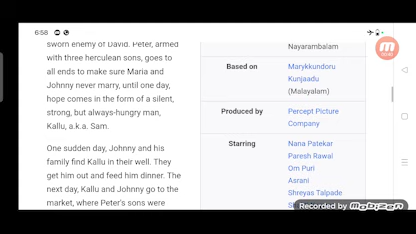 6:58
sworn enemy of David. Peter, armed
with three herculean sons, goes to
all ends to make sure Maria and
Johnny never marry, until one day,
hope comes in the form of a silent,
strong, but always-hungry man,
Kallu, a.k.a. Sam.
One sudden day, Johnny and his
family find Kallu in their well. They
get him out and feed him dinner. The
next day, Kallu and Johnny go to the
market, where Peter's sons were
Nayarambalam
Based on
Marykkundoru
Kunjaadu
(Malayalam)
Produced by
Percept Picture
Company
Starring
Nana Patekar
Paresh Rawal
Om Puri
Asrani
Shreyas Talpade
Recorded by Mobizen